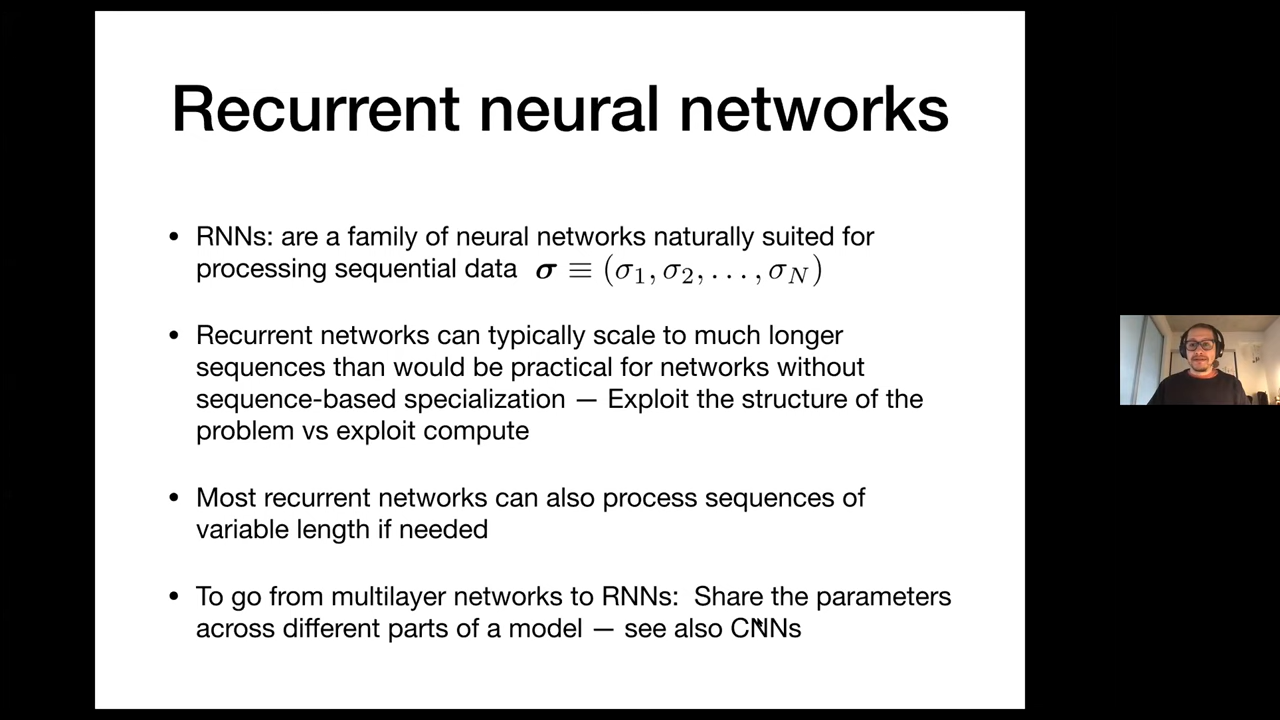 Recurrent neural networks
• RNNs: are a family of neural networks naturally suited for
processing sequential data σ ≡ (σ₁, σ₂, . . . , σ_N)
• Recurrent networks can typically scale to much longer
sequences than would be practical for networks without
sequence-based specialization — Exploit the structure of the
problem vs exploit compute
• Most recurrent networks can also process sequences of
variable length if needed
• To go from multilayer networks to RNNs: Share the parameters
across different parts of a model — see also CNNs